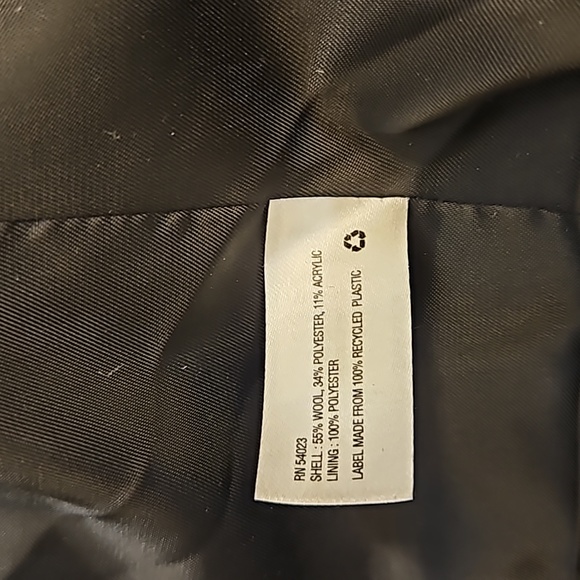 RN 54023
SHELL : 55% WOOL, 34% POLYESTER, 11% ACRYLIC
LINING : 100% POLYESTER
LABEL MADE FROM 100% RECYCLED PLASTIC